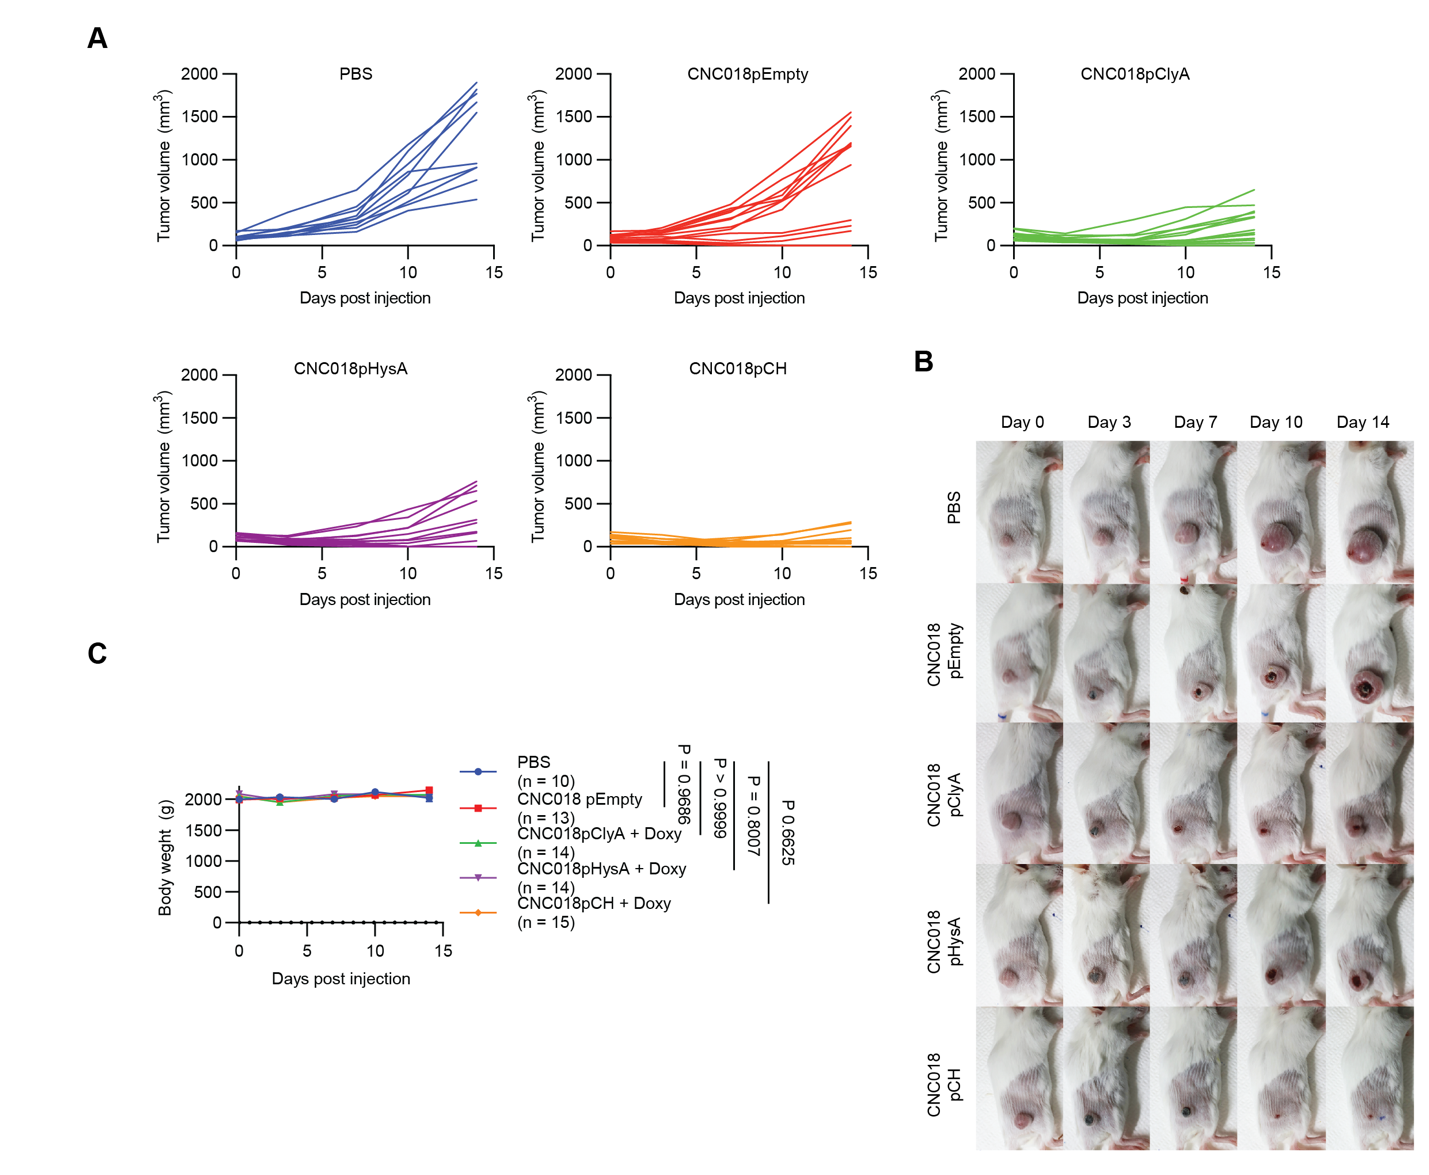 A
PBS
2000
1500
1000
500
0
Tumor volume (mm3)
0 5 10 15
Days post injection
CNC018pEmpty
2000
1500
1000
500
0
Tumor volume (mm3)
0 5 10 15
Days post injection
CNC018pClyA
2000
1500
1000
500
0
Tumor volume (mm3)
0 5 10 15
Days post injection
CNC018pHysA
2000
1500
1000
500
0
Tumor volume (mm3)
0 5 10 15
Days post injection
CNC018pCH
2000
1500
1000
500
0
Tumor volume (mm3)
0 5 10 15
Days post injection
B
Day 0 Day 3 Day 7 Day 10 Day 14
PBS
CNC018
pEmpty
CNC018
pClyA
CNC018
pHysA
CNC018
pCH
C
2000
1500
1000
500
0
Body weght (g)
0 5 10 15
Days post injection
PBS
(n = 10)
CNC018 pEmpty
(n = 13)
CNC018pClyA + Doxy
(n = 14)
CNC018pHysA + Doxy
(n = 14)
CNC018pCH + Doxy
(n = 15)
P = 0.9686
P > 0.9999
P = 0.8007
P 0.6625